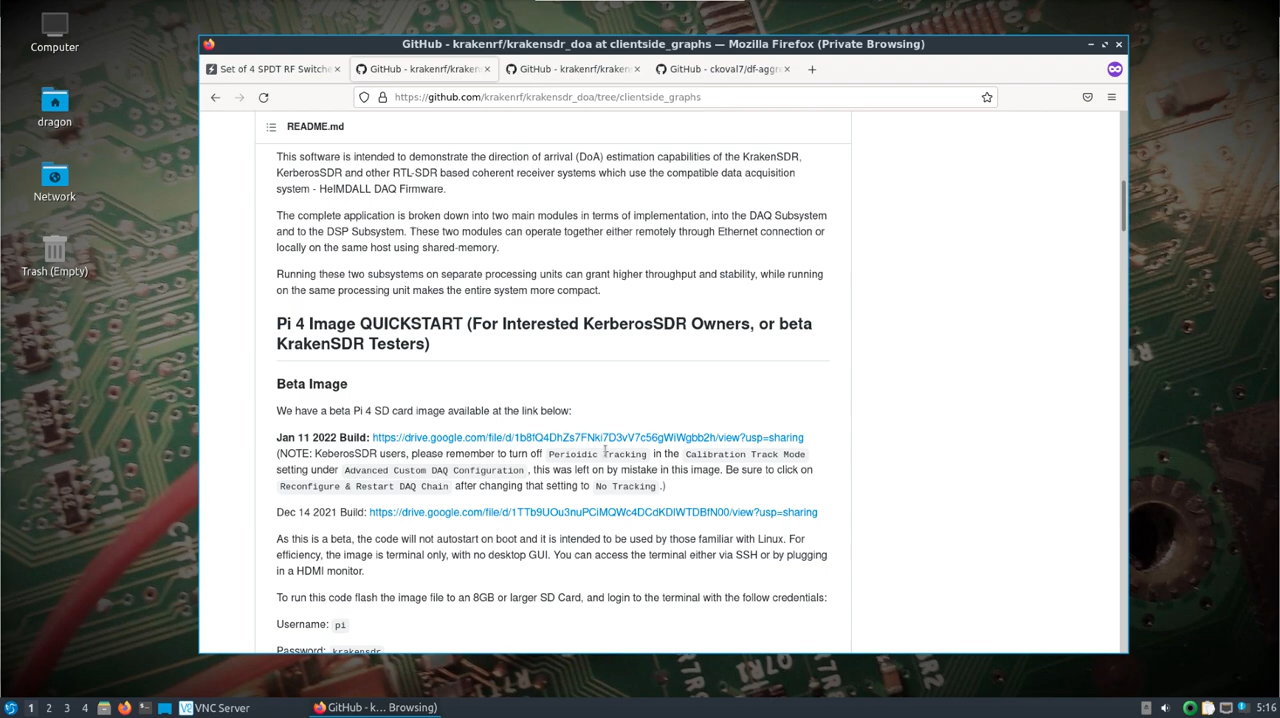 Computer
dragon
Network
Trash (Empty)
GitHub - krakenrf/krakensdr_doa at clientside_graphs — Mozilla Firefox (Private Browsing)
Set of 4 SPDT RF Switche
GitHub - krakenrf/kraken
GitHub - krakenrf/kraken
GitHub - ckoval7/df-aggr
https://github.com/krakenrf/krakensdr_doa/tree/clientside_graphs
README.md
This software is intended to demonstrate the direction of arrival (DoA) estimation capabilities of the KrakenSDR,
KerberosSDR and other RTL-SDR based coherent receiver systems which use the compatible data acquisition
system - HeIMDALL DAQ Firmware.
The complete application is broken down into two main modules in terms of implementation, into the DAQ Subsystem
and to the DSP Subsystem. These two modules can operate together either remotely through Ethernet connection or
locally on the same host using shared-memory.
Running these two subsystems on separate processing units can grant higher throughput and stability, while running
on the same processing unit makes the entire system more compact.
Pi 4 Image QUICKSTART (For Interested KerberosSDR Owners, or beta
KrakenSDR Testers)
Beta Image
We have a beta Pi 4 SD card image available at the link below:
Jan 11 2022 Build: https://drive.google.com/file/d/1b8fQ4DhZs7FNki7D3vV7c56gWiWgbb2h/view?usp=sharing
(NOTE: KeberosSDR users, please remember to turn off Perioidic Tracking in the Calibration Track Mode
setting under Advanced Custom DAQ Configuration , this was left on by mistake in this image. Be sure to click on
Reconfigure & Restart DAQ Chain after changing that setting to No Tracking .)
Dec 14 2021 Build: https://drive.google.com/file/d/1TTb9UOu3nuPCiMQWc4DCdKDlWTDBfN00/view?usp=sharing
As this is a beta, the code will not autostart on boot and it is intended to be used by those familiar with Linux. For
efficiency, the image is terminal only, with no desktop GUI. You can access the terminal either via SSH or by plugging
in a HDMI monitor.
To run this code flash the image file to an 8GB or larger SD Card, and login to the terminal with the follow credentials:
Username: pi
Password: krakensdr
1 2 3 4 VNC Server GitHub - k... Browsing) 5:16